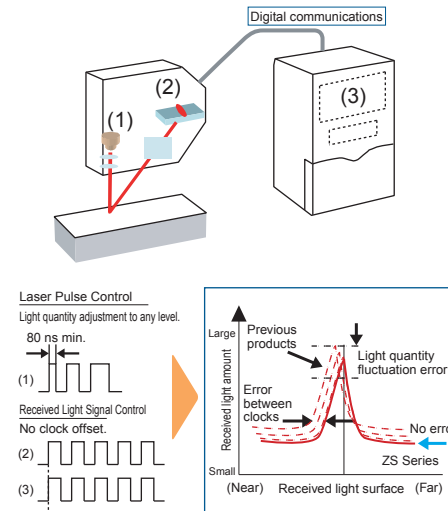 Digital communications
(1)
(2)
(3)
Laser Pulse Control
Light quantity adjustment to any level.
80 ns min.
(1)
Received Light Signal Control
No clock offset.
(2)
(3)
Received light amount
Large
Small
Previous
products
Error
between
clocks
Light quantity
fluctuation error
No error
ZS Series
(Near)
Received light surface
(Far)